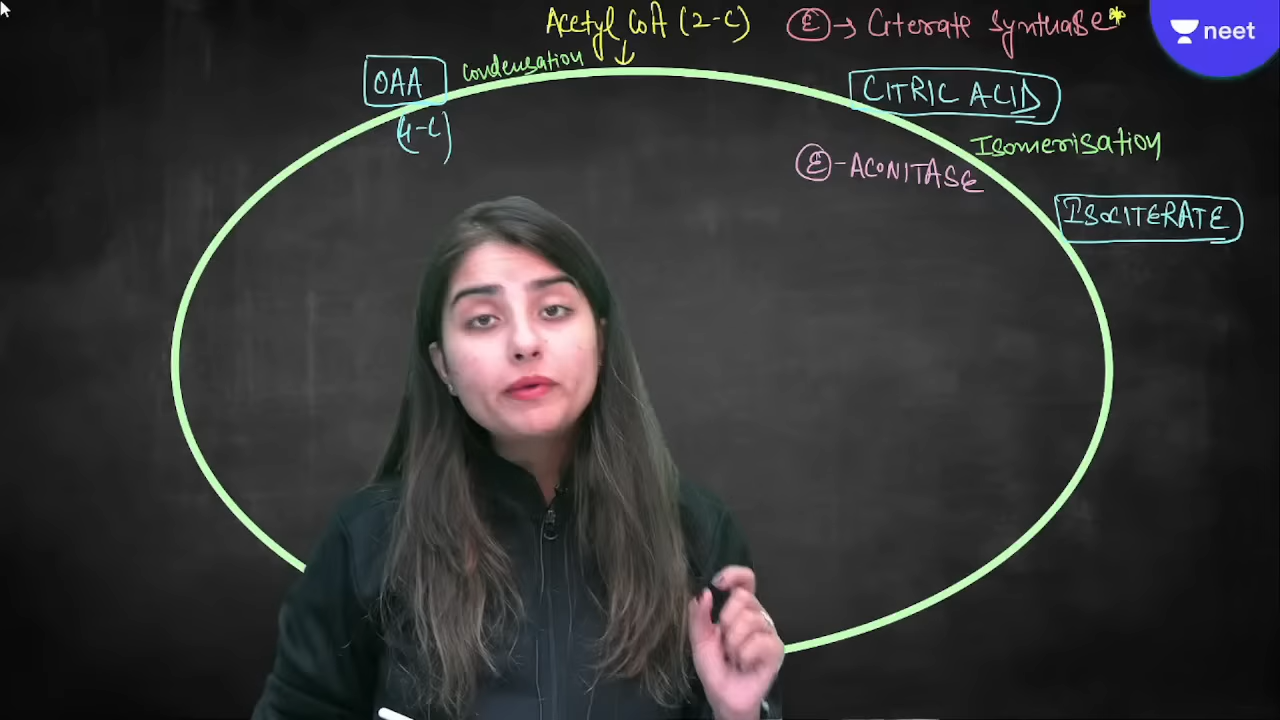 Acetyl CoA (2-C)
Ⓔ → Citerate Synthase*
neet
OAA
condensation
CITRIC ACID
(4-C)
Isomerisation
Ⓔ - ACONITASE
ISOCITERATE